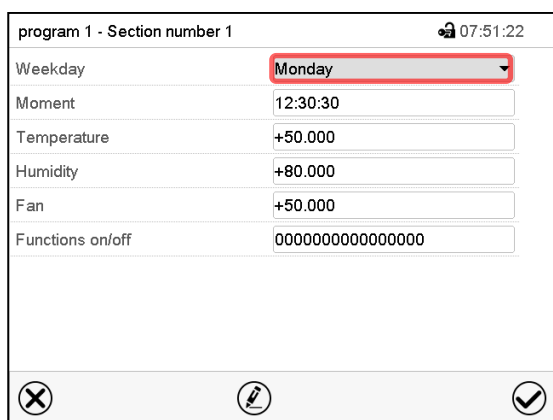 program 1 - Section number 1 07:51:22
Weekday Monday
Moment 12:30:30
Temperature +50.000
Humidity +80.000
Fan +50.000
Functions on/off 0000000000000000